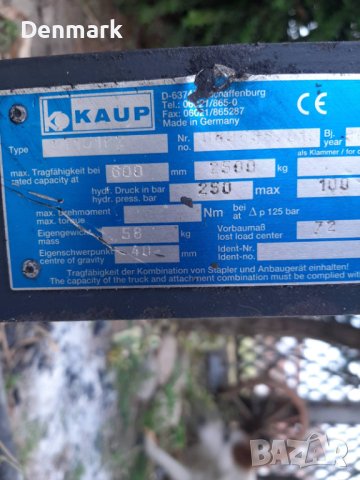 Denmark
KAUP
D-637 schaffenburg
Tel.: 06021/865-0
Fax: 06021/865287
Made in Germany
CE
Type
Nr.
no.
Bj.
year
als Klammer / for c
max. Tragfähigkeit bei
rated capacity at
600 mm 2500 kg
hydr. Druck in bar
hydr. press. bar
250 max 100
max. Drehmoment
max. torque
Nm bei
at Δ p 125 bar
Eigengewicht
mass
58 kg
Vorbaumaß
lost load center
72
Eigenschwerpunkt
centre of gravity
40 mm
Ident-Nr.
Ident-No.
Tragfähigkeit der Kombination von Stapler und Anbaugerät einhalten!
The capacity of the truck and attachment combination must be complied with
BAZAR